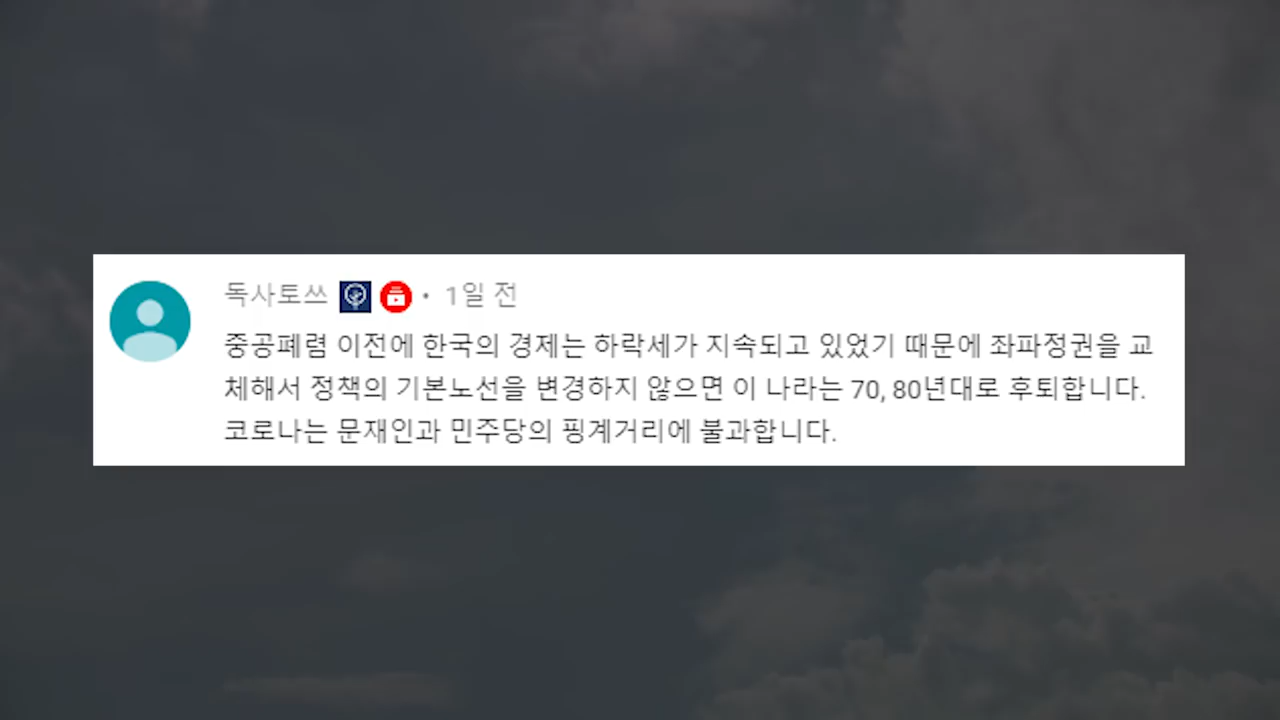 독사토쓰 • 1일 전
중공폐렴 이전에 한국의 경제는 하락세가 지속되고 있었기 때문에 좌파정권을 교
체해서 정책의 기본노선을 변경하지 않으면 이 나라는 70, 80년대로 후퇴합니다.
코로나는 문재인과 민주당의 핑계거리에 불과합니다.